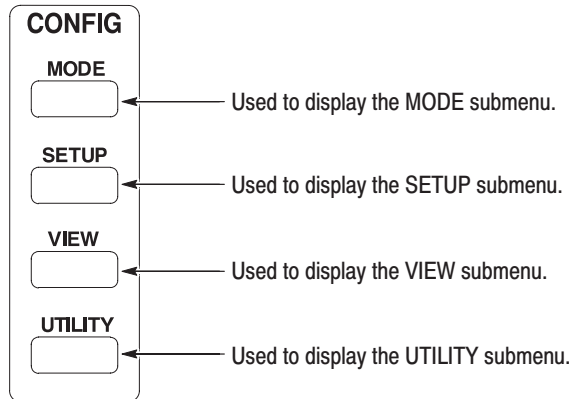 CONFIG
MODE
Used to display the MODE submenu.
SETUP
Used to display the SETUP submenu.
VIEW
Used to display the VIEW submenu.
UTILITY
Used to display the UTILITY submenu.